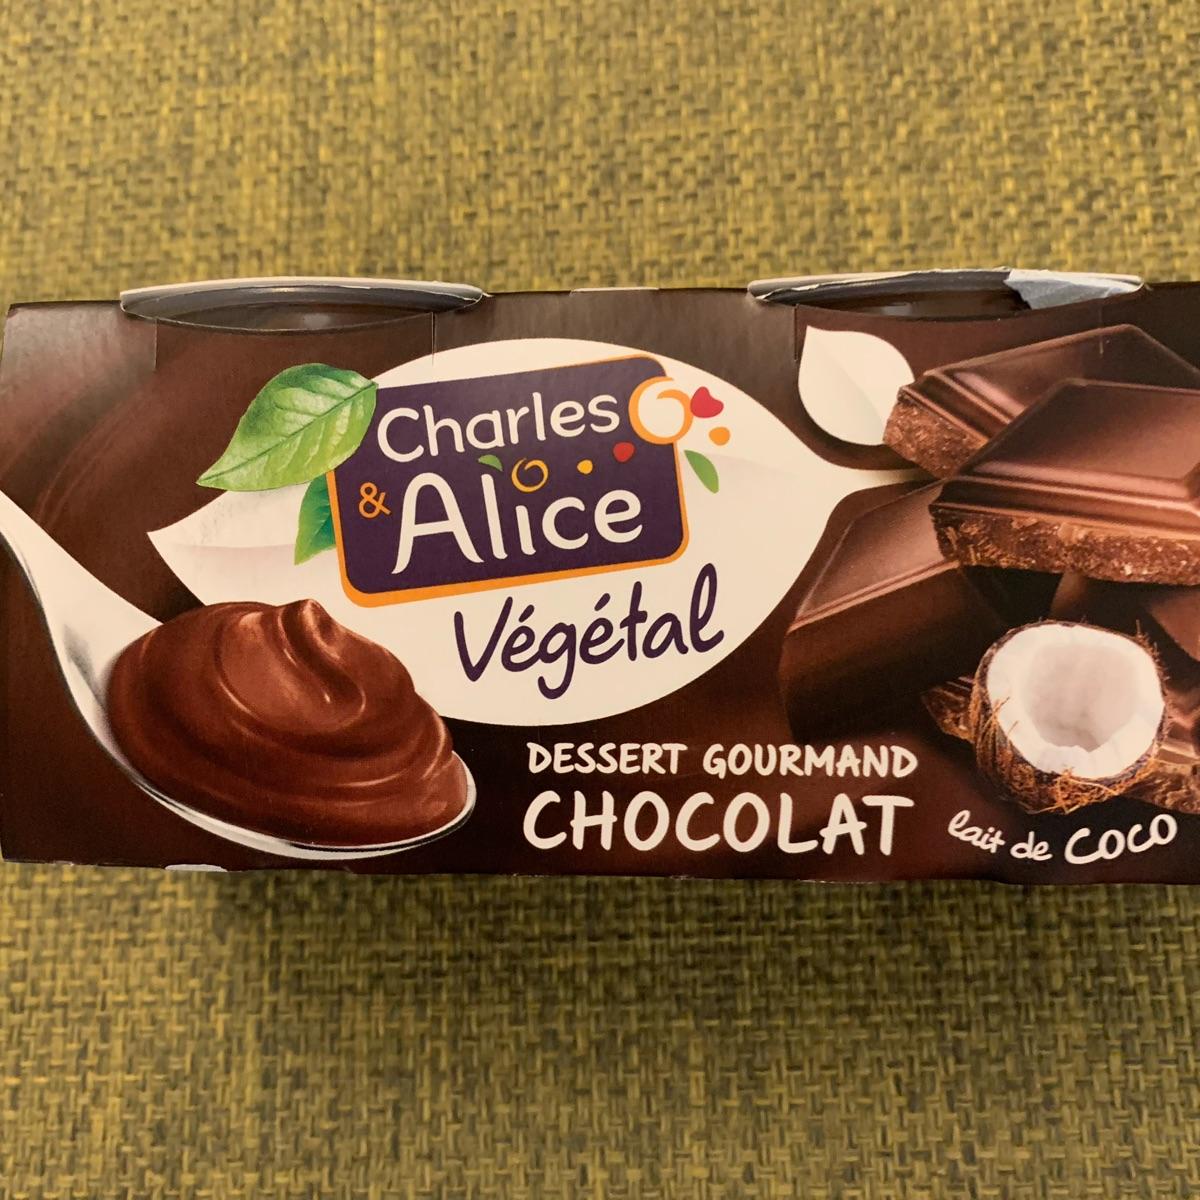 Charles
& Alice
Végétal
DESSERT GOURMAND
CHOCOLAT
lait de COCO